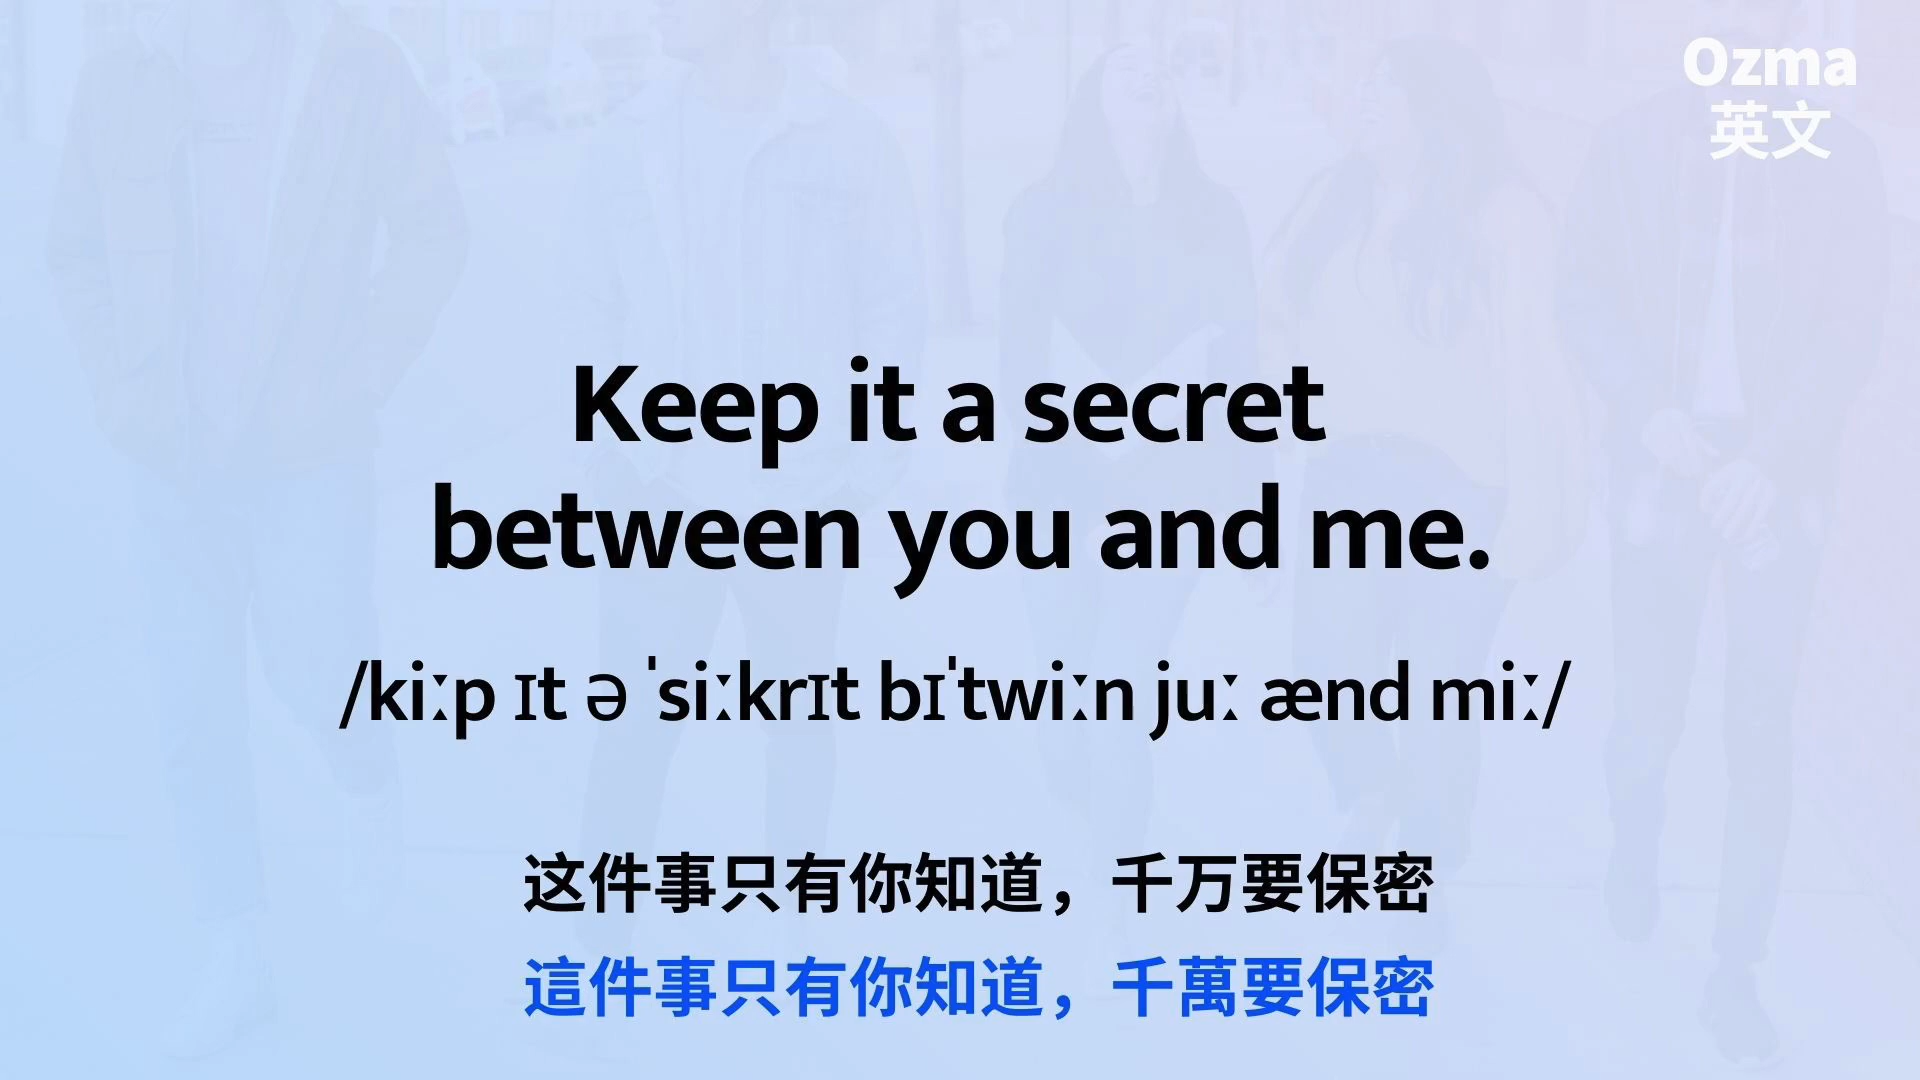 Ozma
英文
Keep it a secret
between you and me.
/kiːp ɪt ə ˈsiːkrɪt bɪˈtwiːn juː ænd miː/
这件事只有你知道，千万要保密
這件事只有你知道，千萬要保密